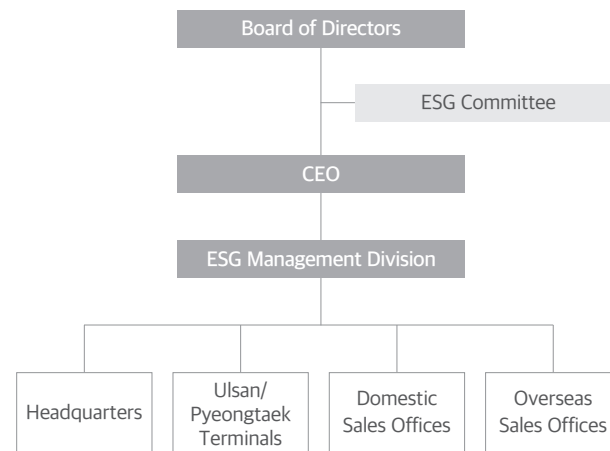 Board of Directors
ESG Committee
CEO
ESG Management Division
Headquarters
Ulsan/
Pyeongtaek
Terminals
Domestic
Sales Offices
Overseas
Sales Offices